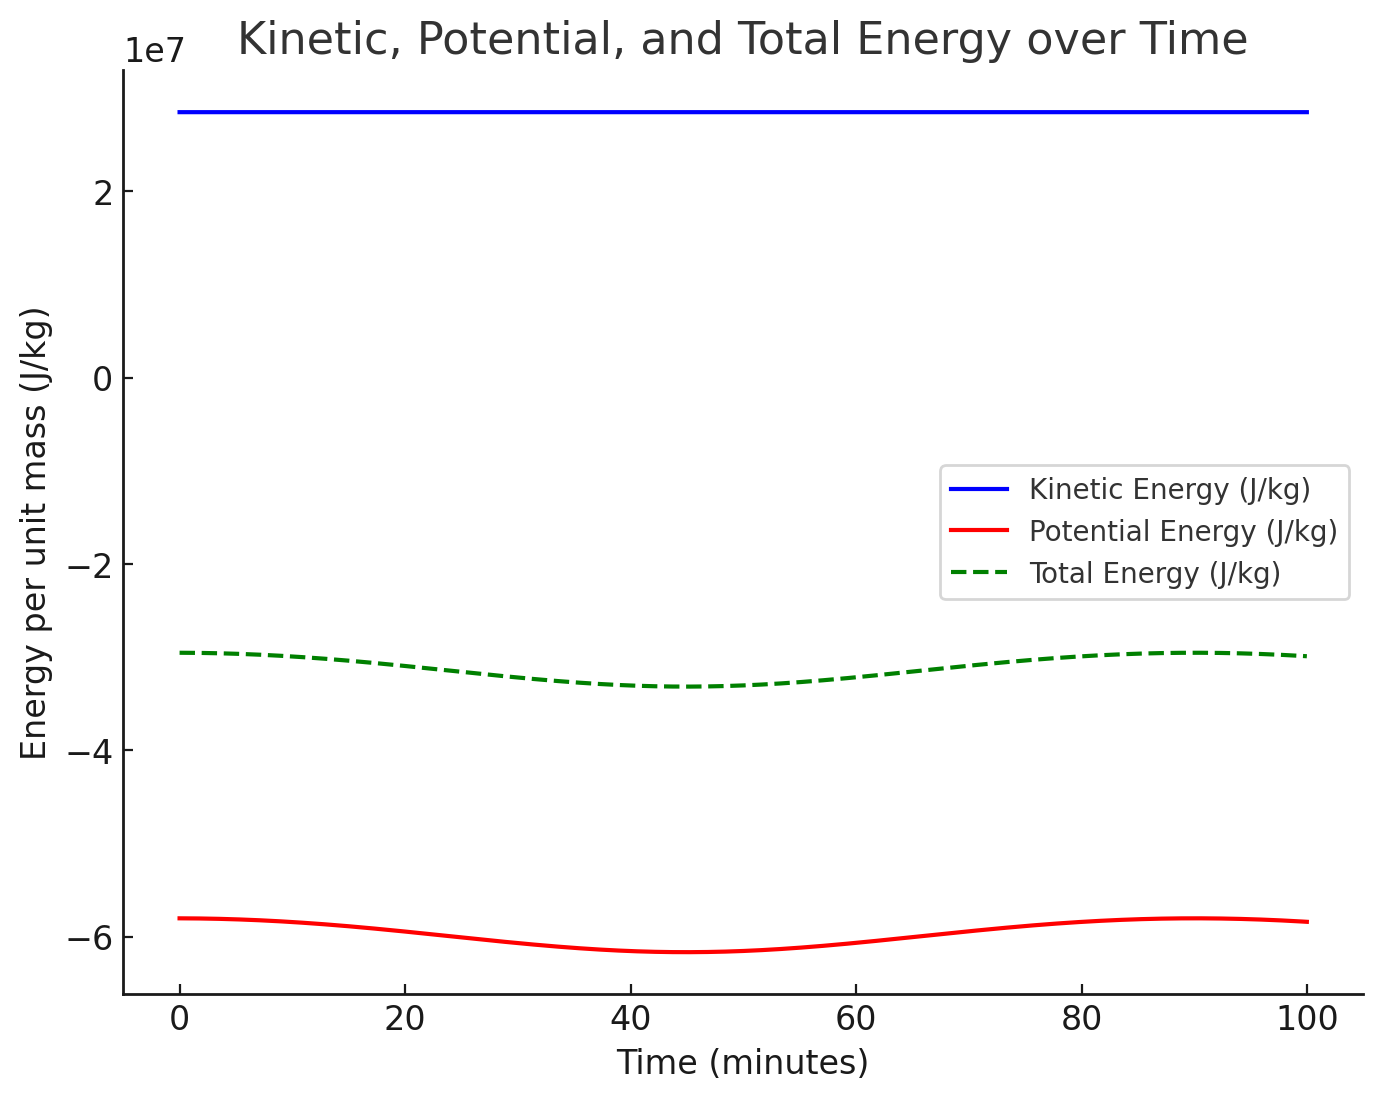 Kinetic, Potential, and Total Energy over Time
1e7
2
0
−2
−4
−6
Energy per unit mass (J/kg)
Kinetic Energy (J/kg)
Potential Energy (J/kg)
Total Energy (J/kg)
0 20 40 60 80 100
Time (minutes)